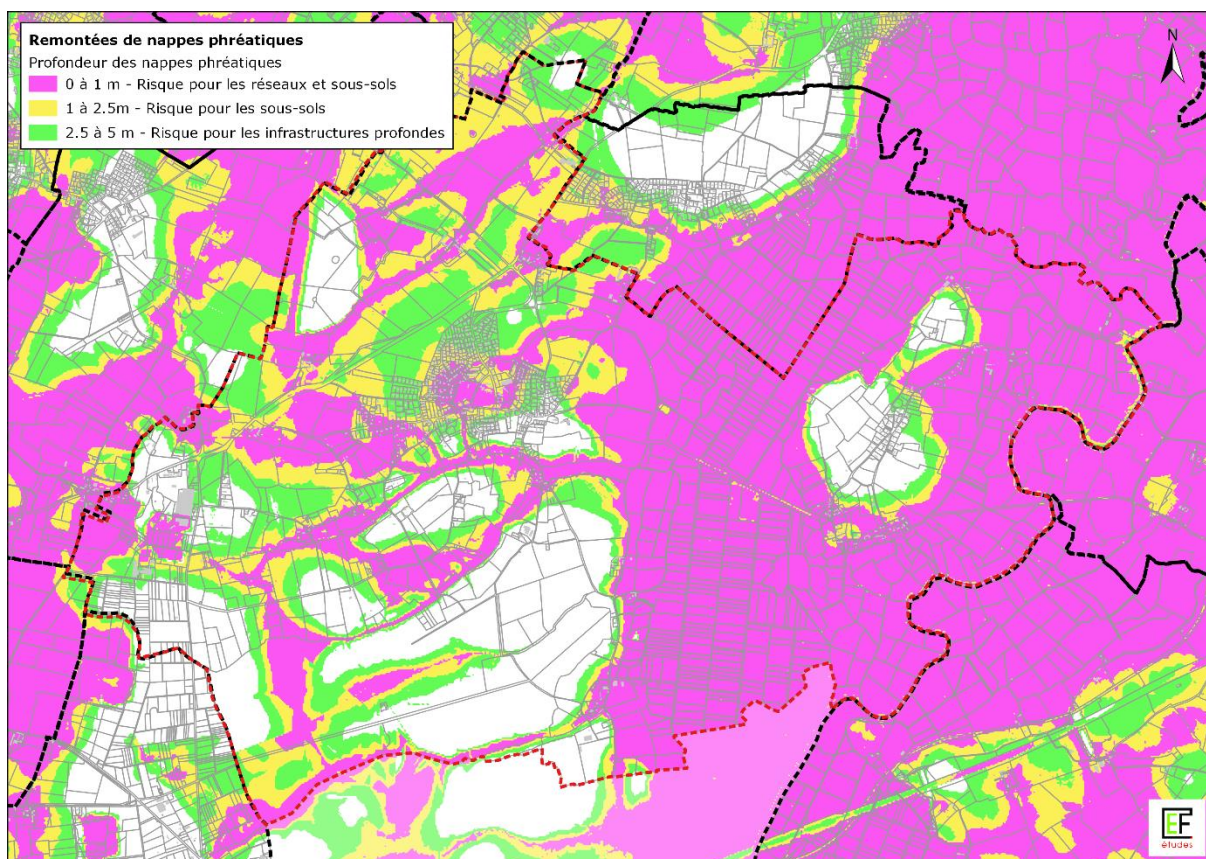 Remontées de nappes phréatiques
Profondeur des nappes phréatiques
0 à 1 m - Risque pour les réseaux et sous-sols
1 à 2.5m - Risque pour les sous-sols
2.5 à 5 m - Risque pour les infrastructures profondes
N
EF
études